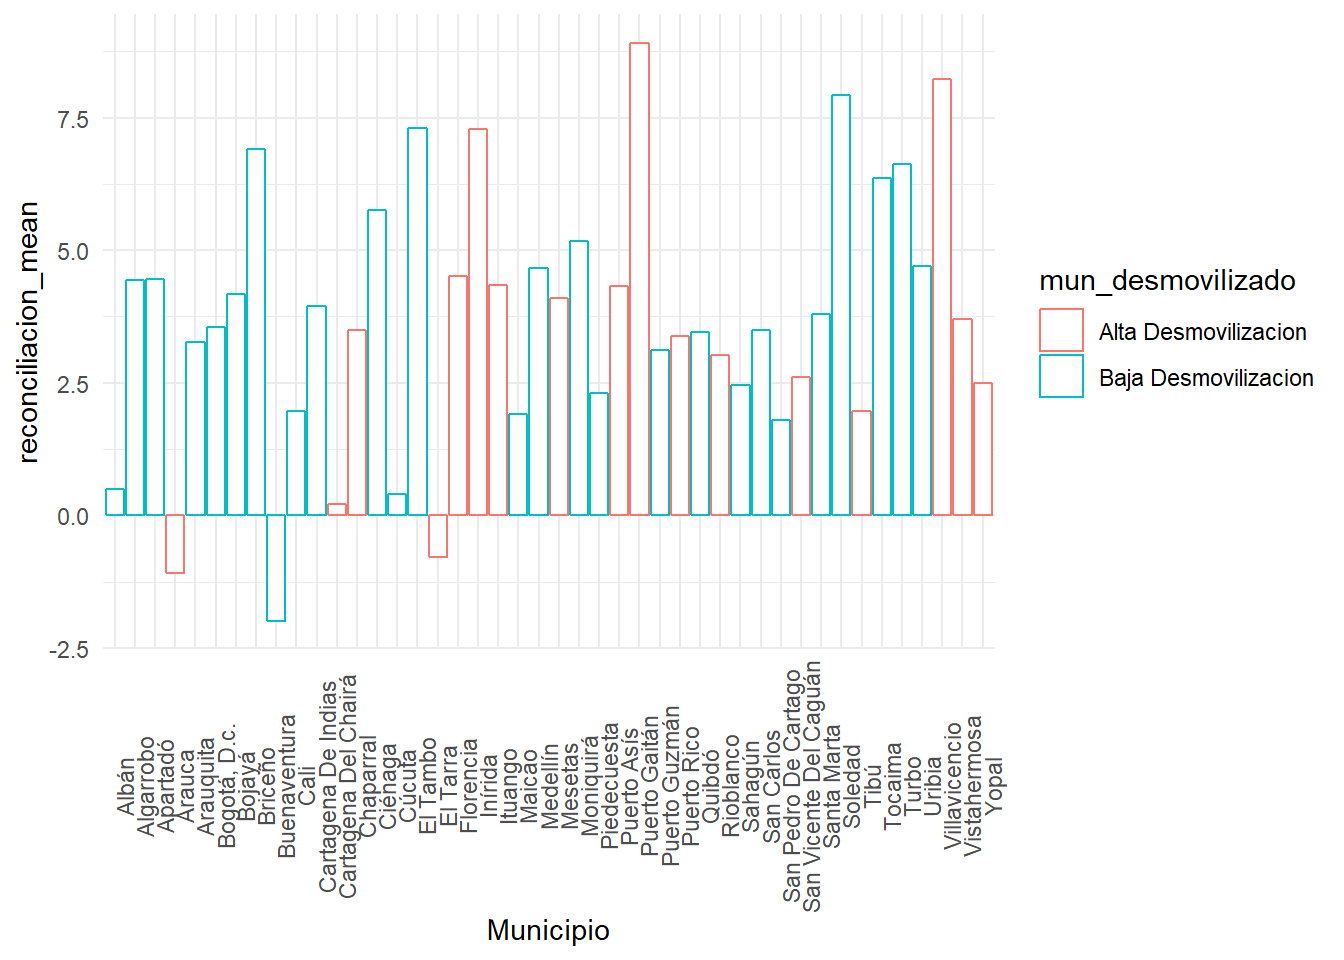 reconciliacion_mean
7.5
5.0
2.5
0.0
-2.5
Albán
Algarrobo
Apartadó
Arauca
Arauquita
Bogotá, D.c.
Bojayá
Briceño
Buenaventura
Cali
Cartagena De Indias
Cartagena Del Chairá
Chaparral
Ciénaga
Cúcuta
El Tambo
El Tarra
Florencia
Inírida
Ituango
Maicao
Medellín
Mesetas
Moniquirá
Piedecuesta
Puerto Asís
Puerto Gaitán
Puerto Guzmán
Puerto Rico
Quibdó
Rioblanco
Sahagún
San Carlos
San Pedro De Cartago
San Vicente Del Caguán
Santa Marta
Soledad
Tibú
Tocaima
Turbo
Uribia
Villavicencio
Vistahermosa
Yopal
Municipio
mun_desmovilizado
Alta Desmovilizacion
Baja Desmovilizacion